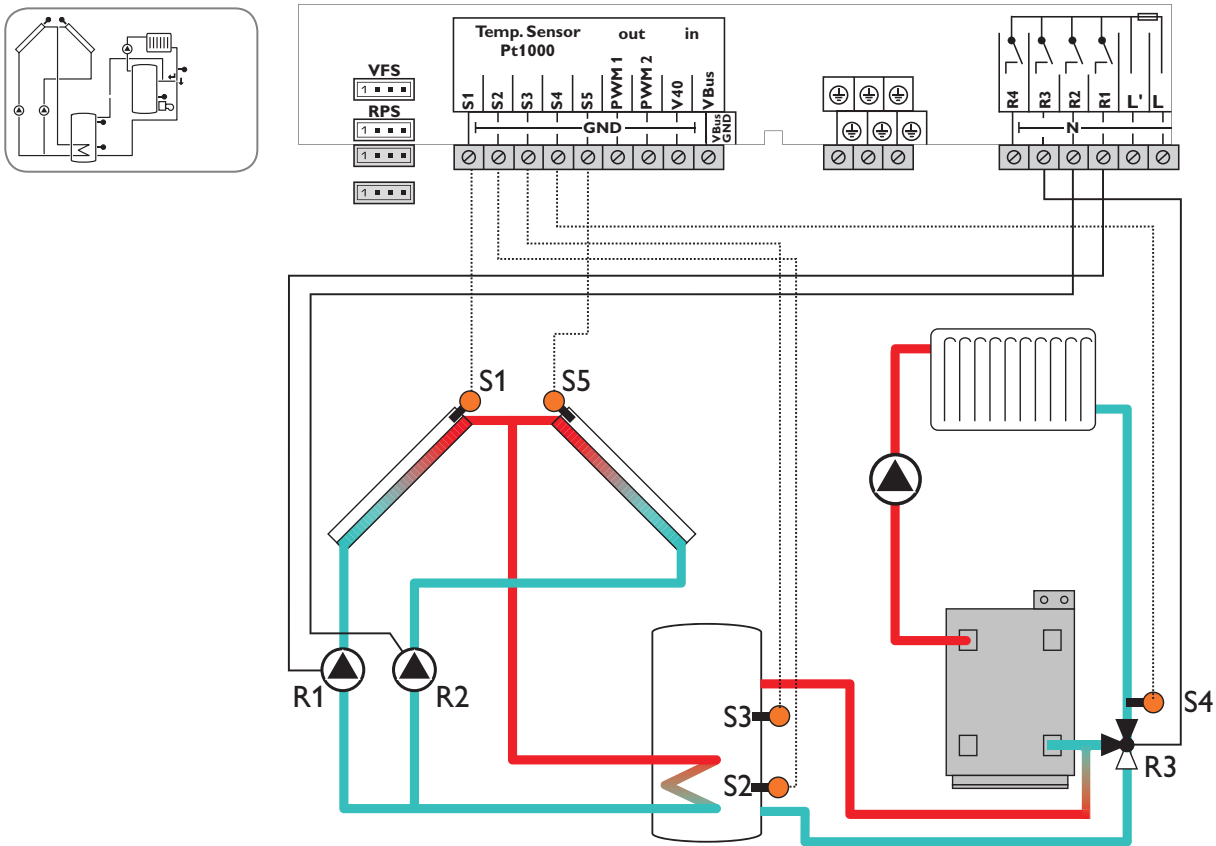 Temp. Sensor
Pt1000
out
in
VFS
1
RPS
1
1
1
S1
S2
S3
S4
S5
PWM 1
PWM 2
V40
VBus
GND
VBus
GND
R4
R3
R2
R1
L'
L
N
S1
S5
R1
R2
S3
S2
S4
R3